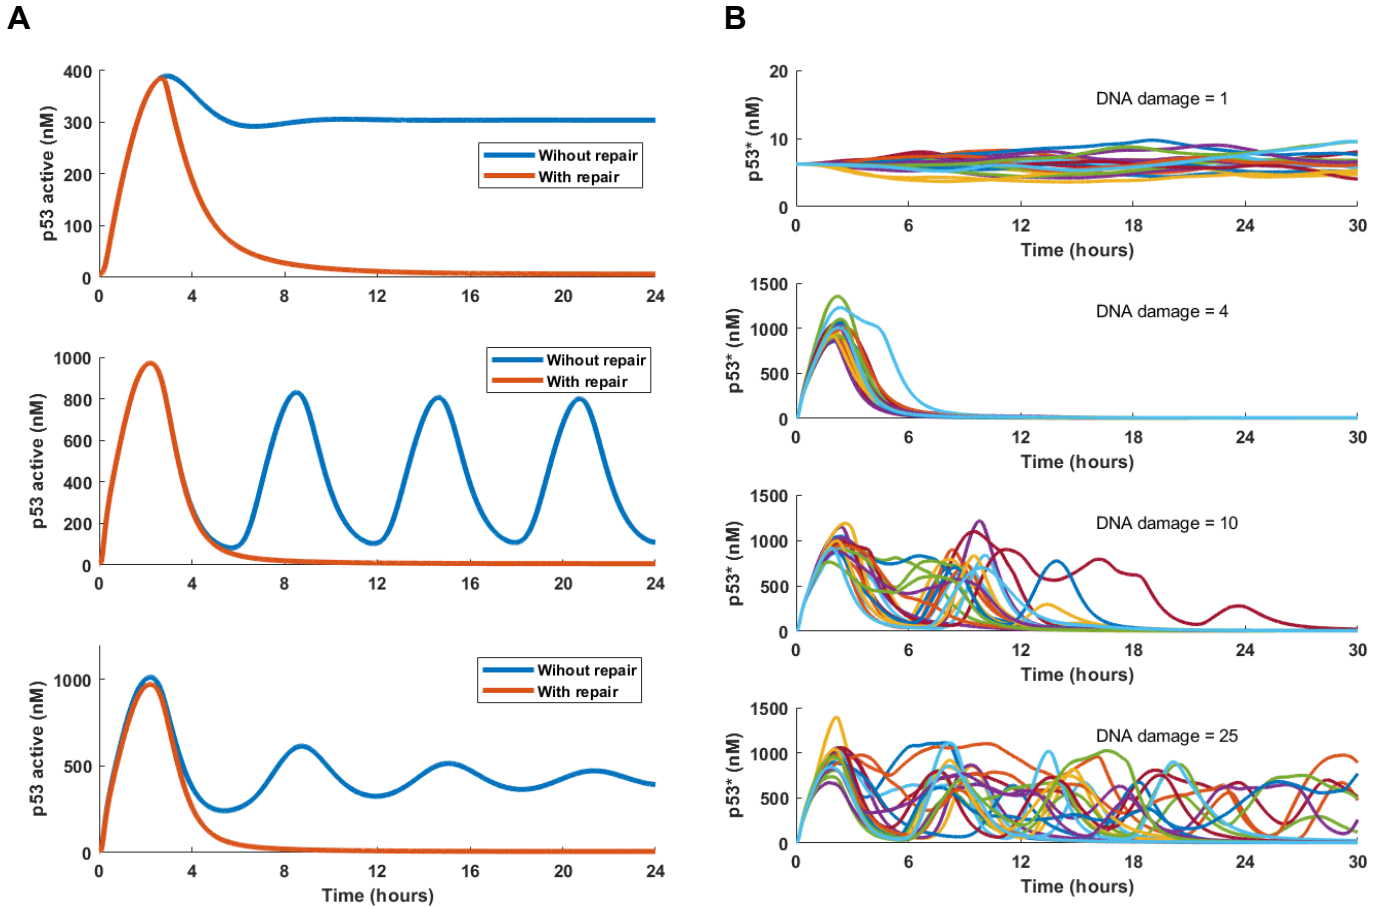 A
400
300
200
100
0
p53 active (nM)
Wihout repair
With repair
0 4 8 12 16 20 24
1000
800
600
400
200
0
p53 active (nM)
Wihout repair
With repair
0 4 8 12 16 20 24
1000
500
0
p53 active (nM)
Wihout repair
With repair
0 4 8 12 16 20 24
Time (hours)
B
20
10
0
p53* (nM)
DNA damage = 1
0 6 12 18 24 30
Time (hours)
1500
1000
500
0
p53* (nM)
DNA damage = 4
0 6 12 18 24 30
Time (hours)
1500
1000
500
0
p53* (nM)
DNA damage = 10
0 6 12 18 24 30
Time (hours)
1500
1000
500
0
p53* (nM)
DNA damage = 25
0 6 12 18 24 30
Time (hours)